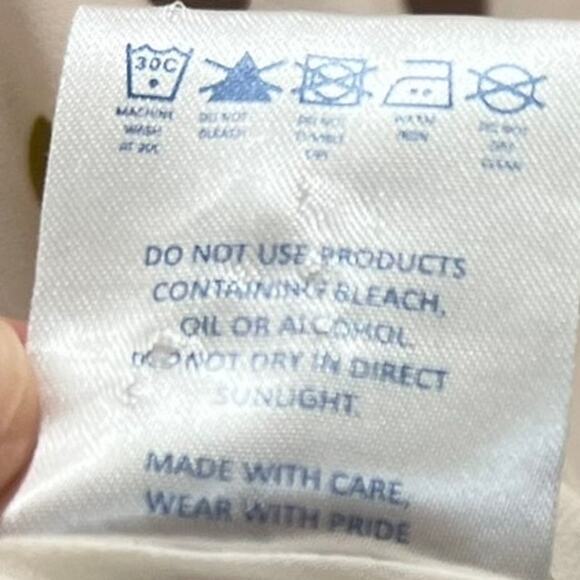 30C
MACHINE
WASH
AT 30C
DO NOT
BLEACH
DO NOT
TUMBLE
DRY
WARM
IRON
DO NOT
DRY
CLEAN
DO NOT USE PRODUCTS
CONTAINING BLEACH,
OIL OR ALCOHOL.
DO NOT DRY IN DIRECT
SUNLIGHT.
MADE WITH CARE,
WEAR WITH PRIDE